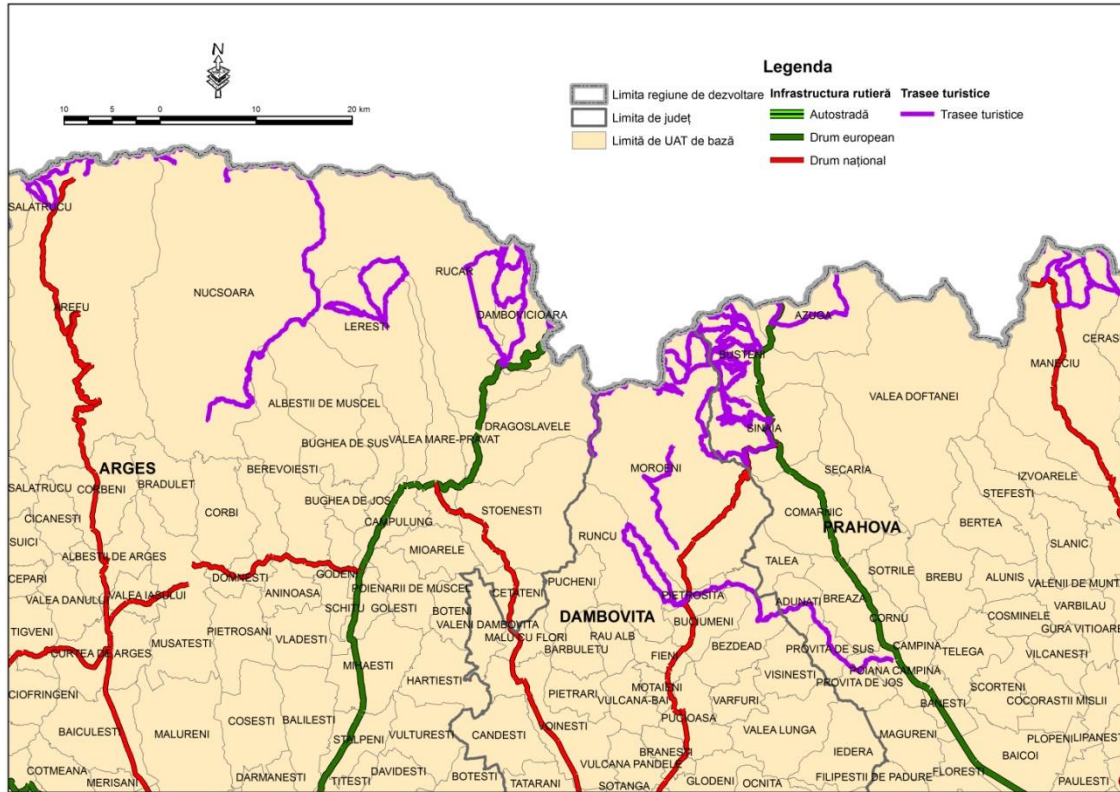 N
10 5 0 10 20 km
Legenda
Limita regiune de dezvoltare
Limita de județ
Limită de UAT de bază
Infrastructura rutieră
Autostradă
Drum european
Drum național
Trasee turistice
Trasee turistice
SALATRUCU
RUCAR
NUCSOARA
AREFU
DAMBOVICIOARA
LERESTI
AZUGA
BUSTENI
CERAS
MANECIU
VALEA DOFTANEI
ALBESTII DE MUSCEL
DRAGOSLAVELE
SINAIA
BUGHEA DE SUS
VALEA MARE-PRAVAT
ARGES
BEREVOIESTI
MOROENI
SECARIA
IZVOARELE
SALATRUCU
CORBENI
BRADULET
STEFESTI
CICANESTI
CORBI
BUGHEA DE JOS
STOENESTI
COMARNIC
BERTEA
CAMPULUNG
PRAHOVA
SUICI
RUNCU
SLANIC
ALBESTII DE ARGES
MIOARELE
TALEA
CEPARI
DOMNESTI
GODENI
PUCHENI
SOTRILE
BREBU
ALUNIS
VALENII DE MUNT
VALEA DANULUI
VALEA IASULUI
ANINOASA
POIENARII DE MUSCEL
CETATENI
PIETROSITA
ADUNATI
BREAZA
SCHITU GOLESTI
BOTENI
DAMBOVITA
COSMINELE
VARBILAU
TIGVENI
MUSATESTI
PIETROSANI
VLADESTI
VALENI DAMBOVITA
MALU CU FLORI
RAU ALB
BUCIUMENI
CORNU
GURA VITIOARE
CURTEA DE ARGES
BARBULETU
BEZDEAD
PROVITA DE SUS
CAMPINA
TELEGA
VILCANESTI
MIHAESTI
FIENI
POIANA CAMPINA
CIOFRINGENI
HARTIESTI
MOTAIENI
VISINESTI
PROVITA DE JOS
SCORTENI
PIETRARI
VULCANA-BAI
VARFURI
BANESTI
COCORASTII MISLII
COSESTI
BALILESTI
PUCIOASA
BAICULESTI
MALURENI
STALPENI
VULTURESTI
CANDESTI
VOINESTI
VALEA LUNGA
MAGURENI
PLOPENI
LIPANEST
BRANESTI
IEDERA
BAICOI
COTMEANA
MERISANI
DARMANESTI
TITESTI
DAVIDESTI
BOTESTI
TATARANI
VULCANA PANDELE
SOTANGA
GLODENI
OCNITA
FILIPESTII DE PADURE
FLORESTI
PAULESTI